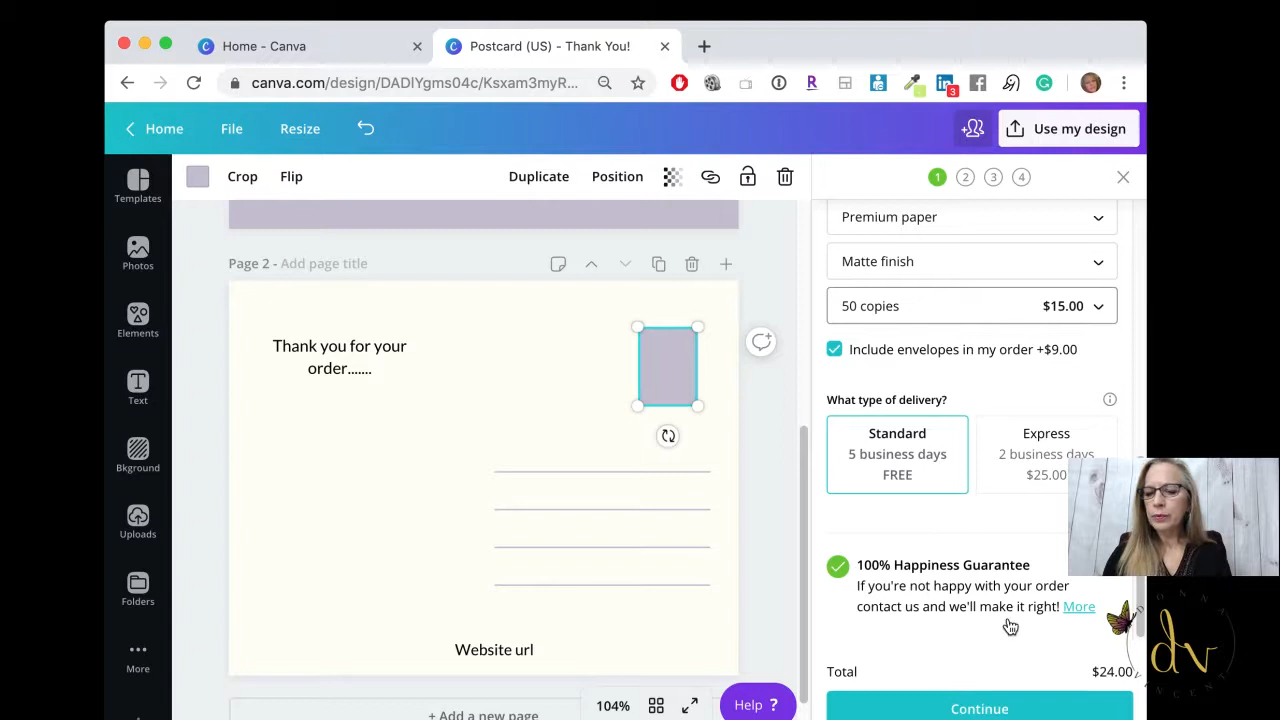 Home - Canva
Postcard (US) - Thank You!
canva.com/design/DADIYgms04c/Ksxam3myR...
3
Home
File
Resize
Use my design
Templates
Photos
Elements
Text
Bkground
Uploads
Folders
More
Crop
Flip
Duplicate
Position
Page 2 - Add page title
Thank you for your
order.......
Website url
+ Add a new page
104%
Help ?
1
2
3
4
Premium paper
Matte finish
50 copies $15.00
Include envelopes in my order +$9.00
What type of delivery?
Standard
5 business days
FREE
Express
2 business days
$25.00
100% Happiness Guarantee
If you're not happy with your order
contact us and we'll make it right! More
Total $24.00
Continue
DONNA
dv
VINCENT